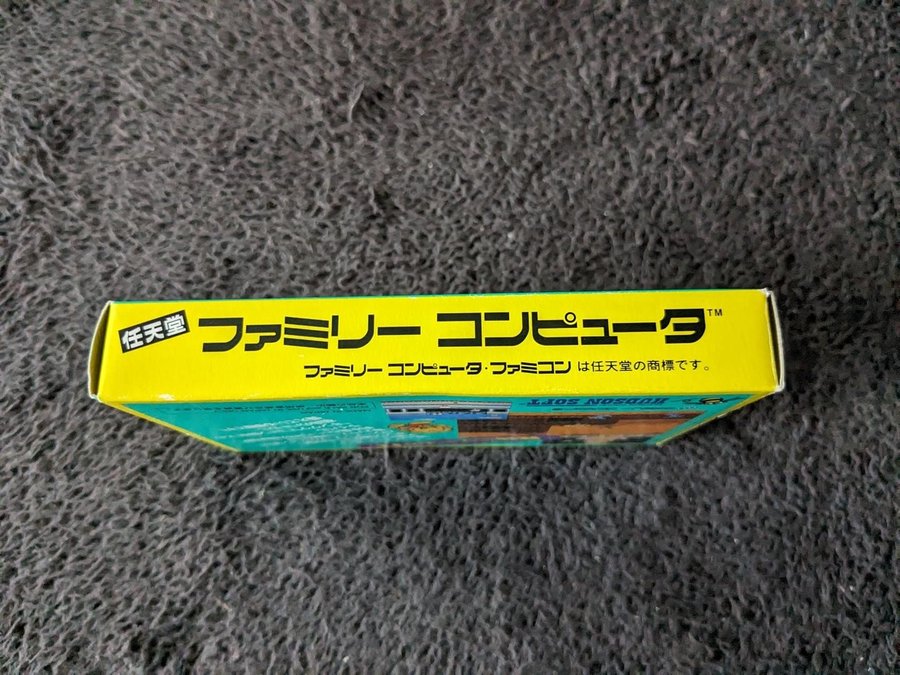 任天堂 ファミリー コンピュータ™
ファミリー コンピュータ・ファミコン は任天堂の商標です。
HUDSON SOFT